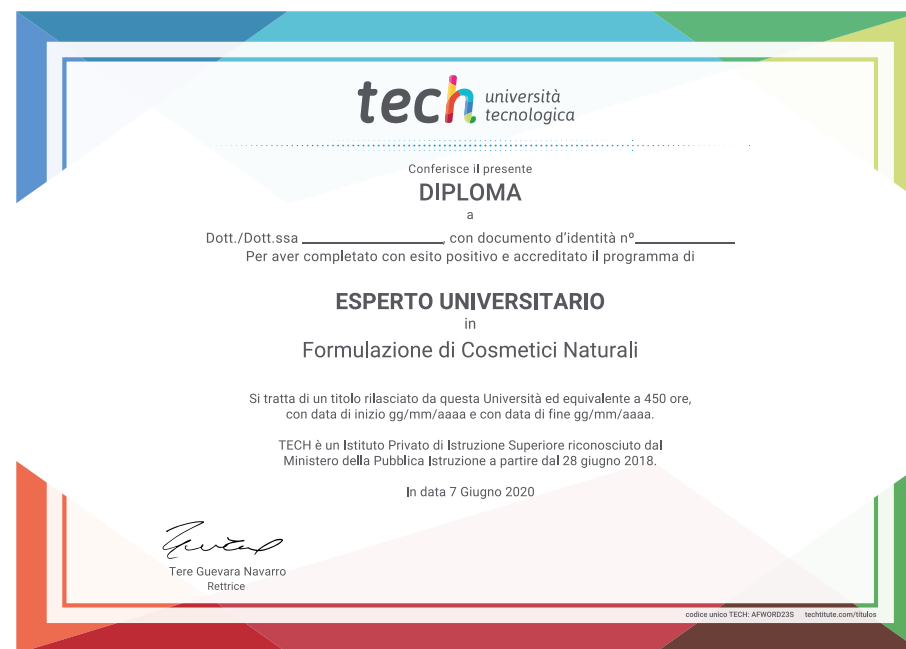 tech università
tecnologica
Conferisce il presente
DIPLOMA
a
Dott./Dott.ssa ____________, con documento d'identità nº____________
Per aver completato con esito positivo e accreditato il programma di
ESPERTO UNIVERSITARIO
in
Formulazione di Cosmetici Naturali
Si tratta di un titolo rilasciato da questa Università ed equivalente a 450 ore,
con data di inizio gg/mm/aaaa e con data di fine gg/mm/aaaa.
TECH è un Istituto Privato di Istruzione Superiore riconosciuto dal
Ministero della Pubblica Istruzione a partire dal 28 giugno 2018.
In data 7 Giugno 2020
Tere Guevara Navarro
Rettrice
codice unico TECH: AFWORD23S techtitute.com/titulos